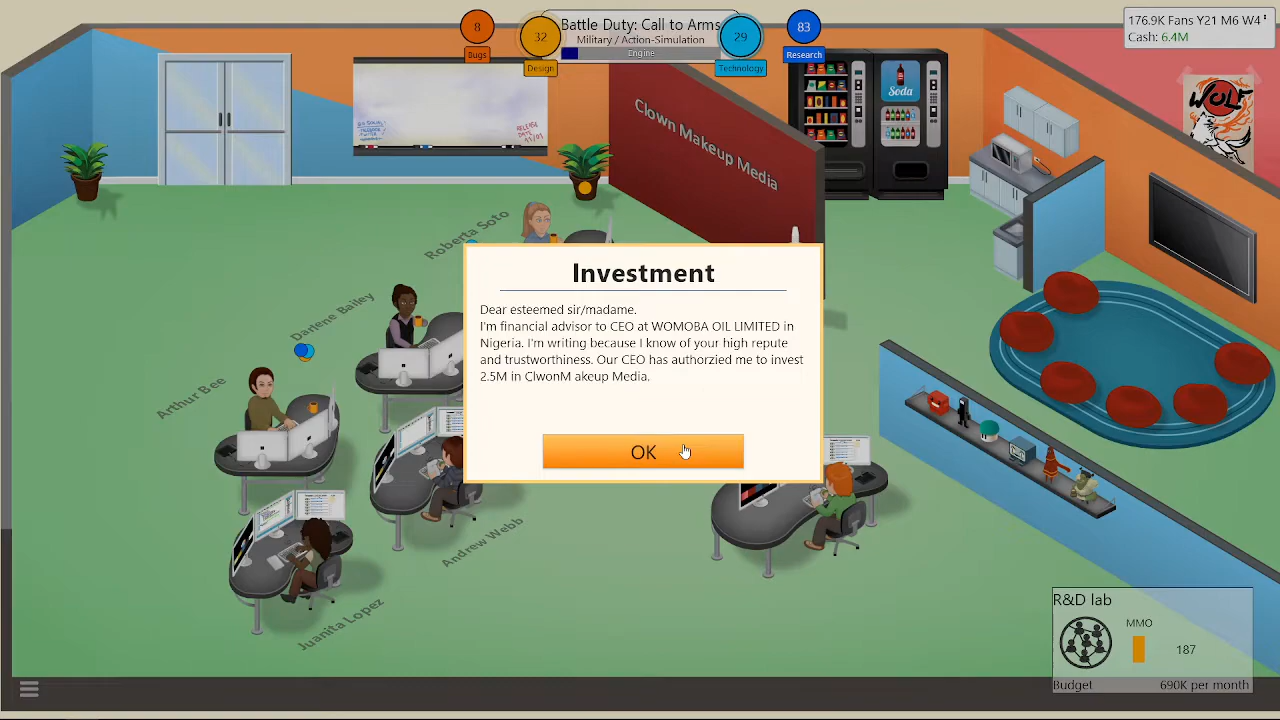 8
Bugs
32
Design
Battle Duty: Call to Arms
Military / Action-Simulation
Engine
29
Technology
83
Research
176.9K Fans Y21 M8 W4
Cash: 6.4M
Soda
WOLF
RELEASE
Clown Makeup Media
Roberta Soto
Darlene Bailey
Arthur Bee
Andrew Webb
Juanita Lopez
Investment
Dear esteemed sir/madame.
I'm financial advisor to CEO at WOMOBA OIL LIMITED in
Nigeria. I'm writing because I know of your high repute
and trustworthiness. Our CEO has authorzied me to invest
2.5M in ClwonM akeup Media.
OK
R&D lab
MMO
187
Budget 690K per month